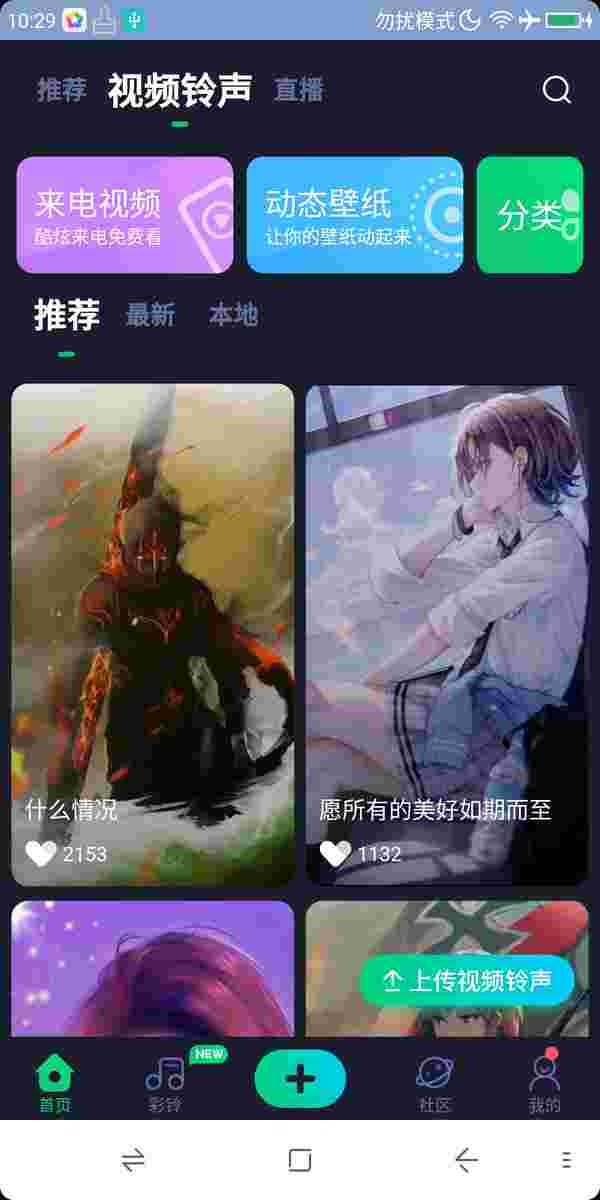 10:29 勿扰模式
推荐 视频铃声 直播
来电视频 动态壁纸 分类
酷炫来电免费看 让你的壁纸动起来
推荐 最新 本地
什么情况 愿所有的美好如期而至
2153 1132
上传视频铃声
NEW
首页 彩铃 社区 我的